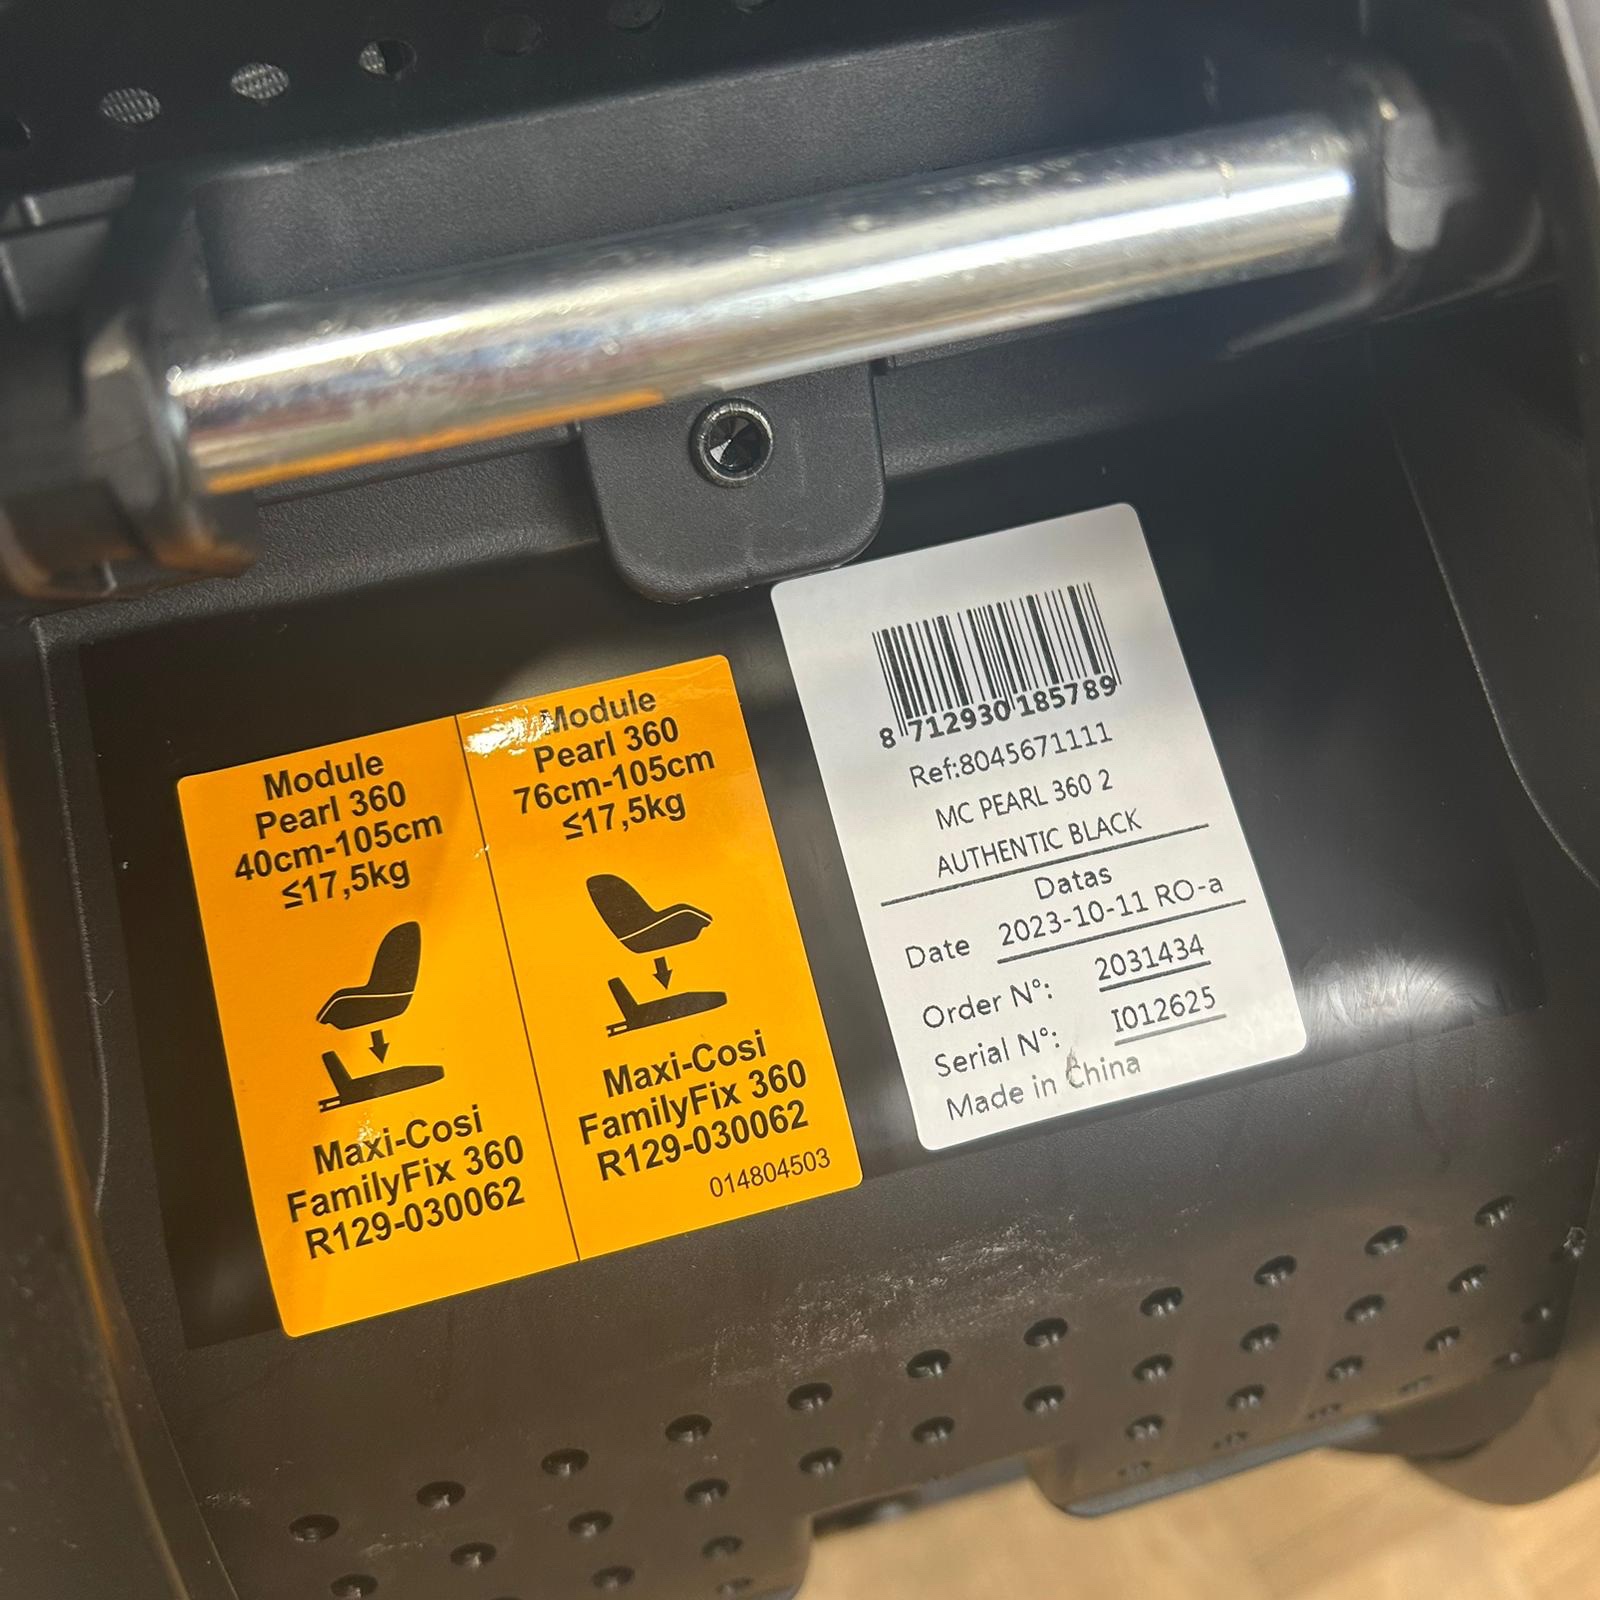 Module
Pearl 360
40cm-105cm
≤17,5kg
Maxi-Cosi
FamilyFix 360
R129-030062
Module
Pearl 360
76cm-105cm
≤17,5kg
Maxi-Cosi
FamilyFix 360
R129-030062
014804503
8 712930 185789
Ref:8045671111
MC PEARL 360 2
AUTHENTIC BLACK
Datas
Date 2023-10-11 RO-a
Order N°: 2031434
Serial N°: I012625
Made in China